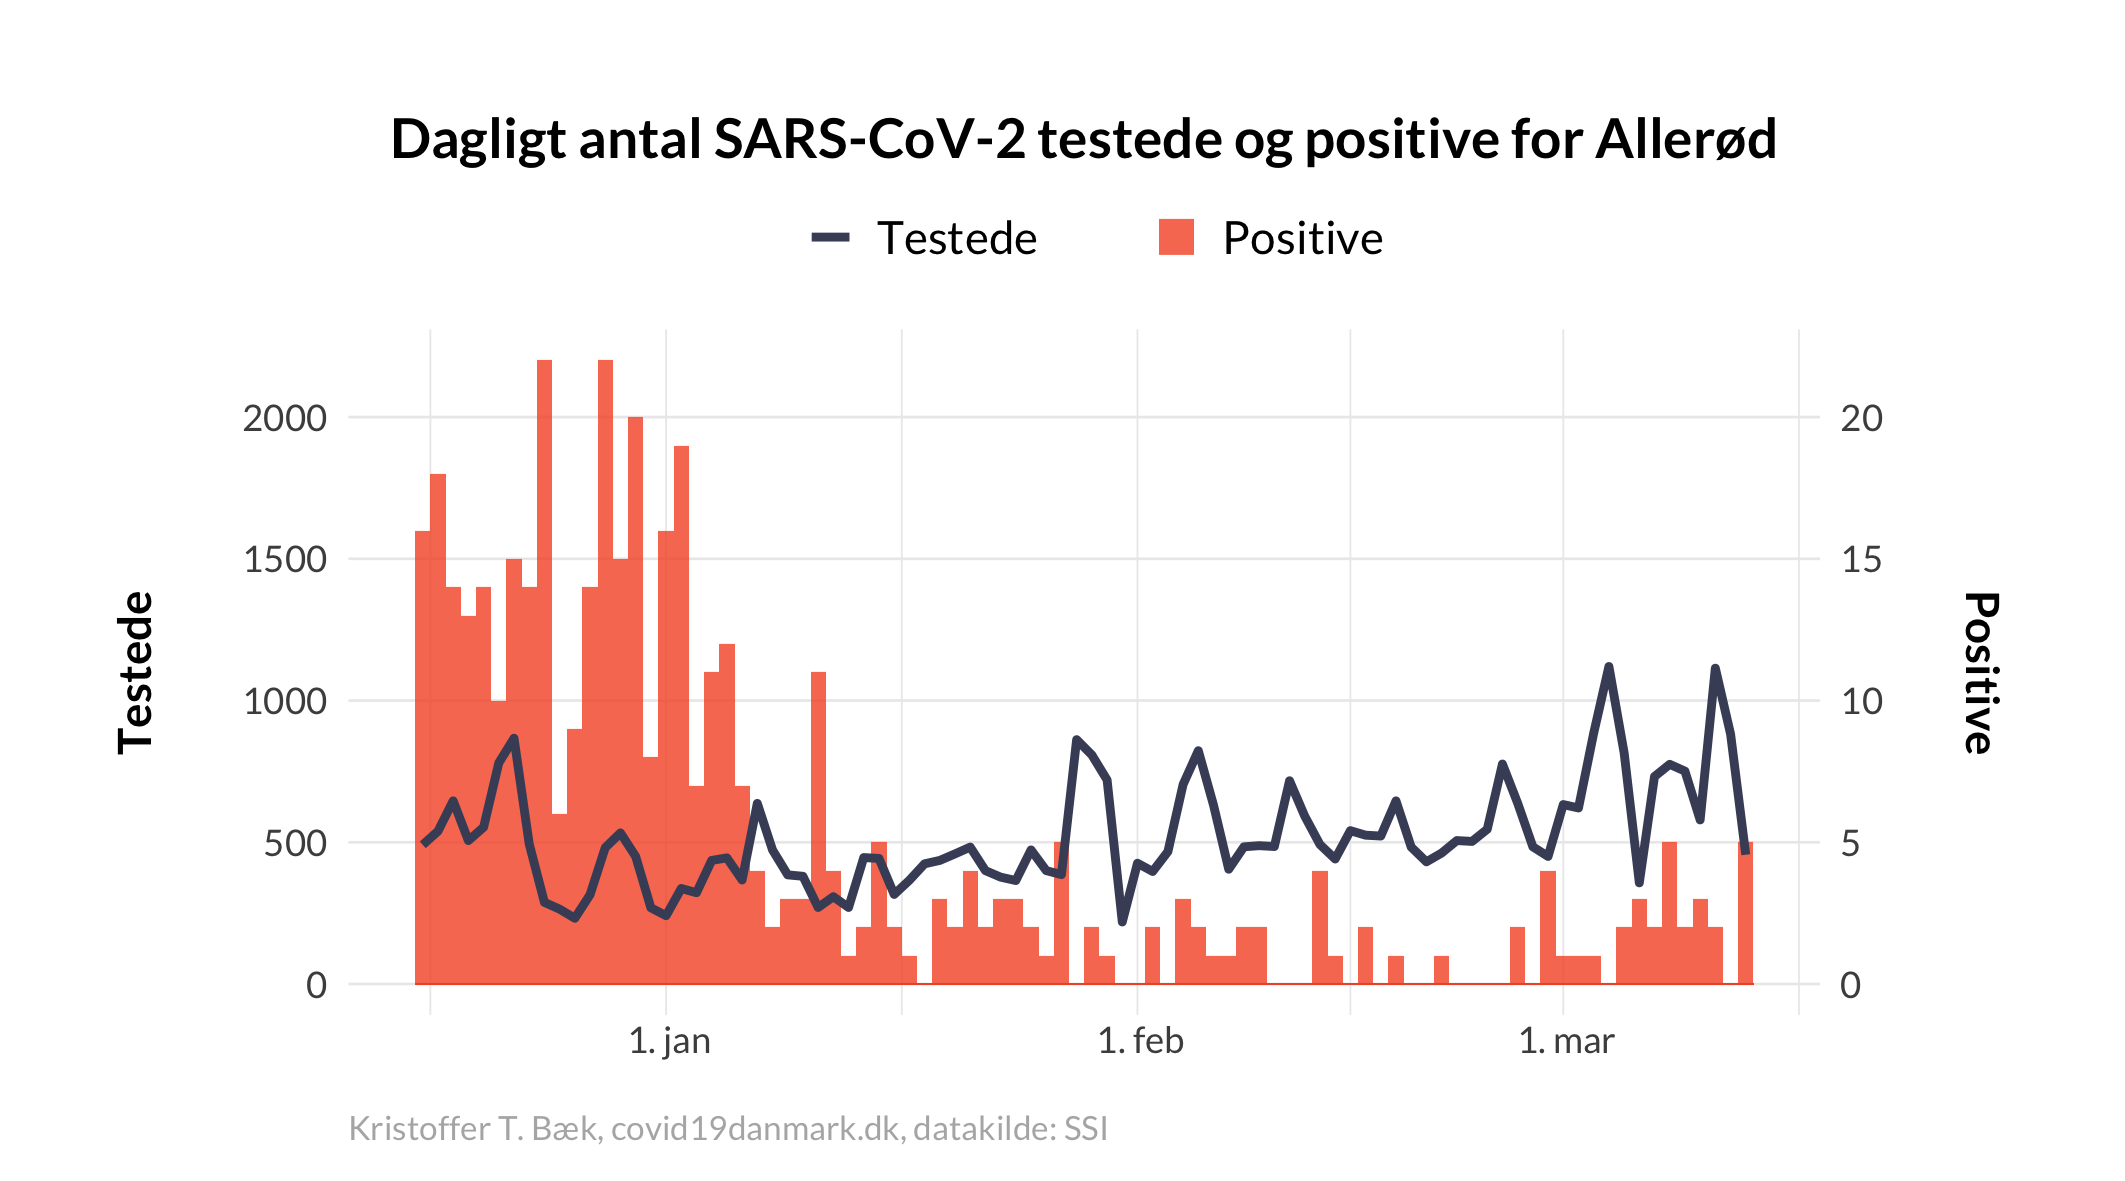 Dagligt antal SARS-CoV-2 testede og positive for Allerød
Testede
Positive
Testede
2000
1500
1000
500
0
20
15
10
5
0
Positive
1. jan
1. feb
1. mar
Kristoffer T. Bæk, covid19danmark.dk, datakilde: SSI